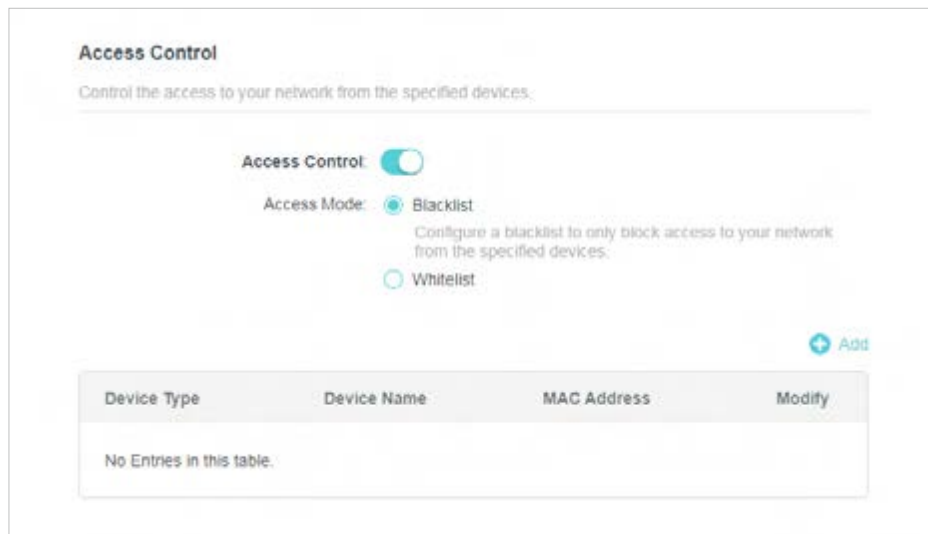 Access Control
Control the access to your network from the specified devices.
Access Control:
Access Mode:
Blacklist
Configure a blacklist to only block access to your network
from the specified devices.
Whitelist
Add
Device Type Device Name MAC Address Modify
No Entries in this table.